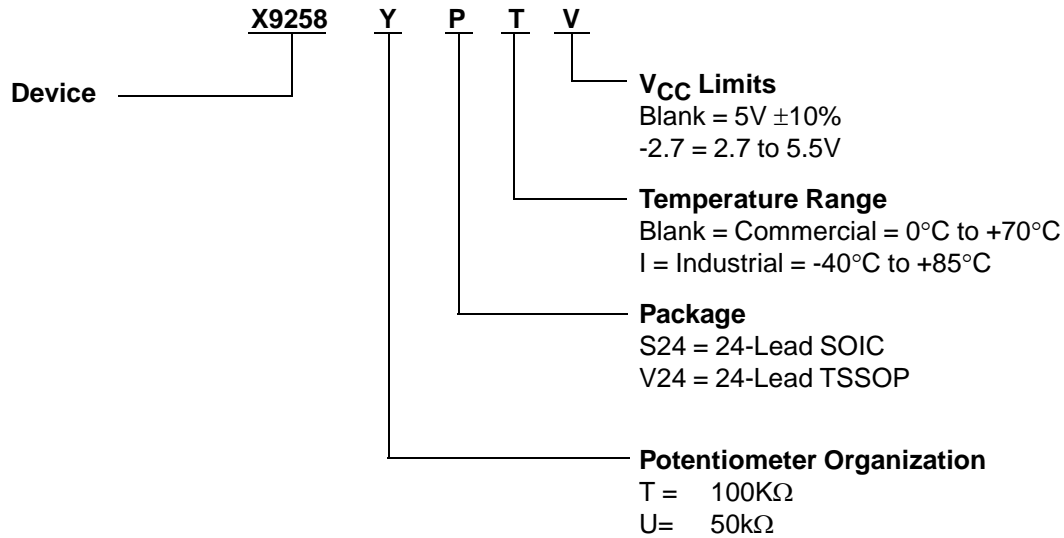 X9258 Y P T V
Device
VCC Limits
Blank = 5V ±10%
-2.7 = 2.7 to 5.5V
Temperature Range
Blank = Commercial = 0°C to +70°C
I = Industrial = -40°C to +85°C
Package
S24 = 24-Lead SOIC
V24 = 24-Lead TSSOP
Potentiometer Organization
T = 100KΩ
U= 50kΩ